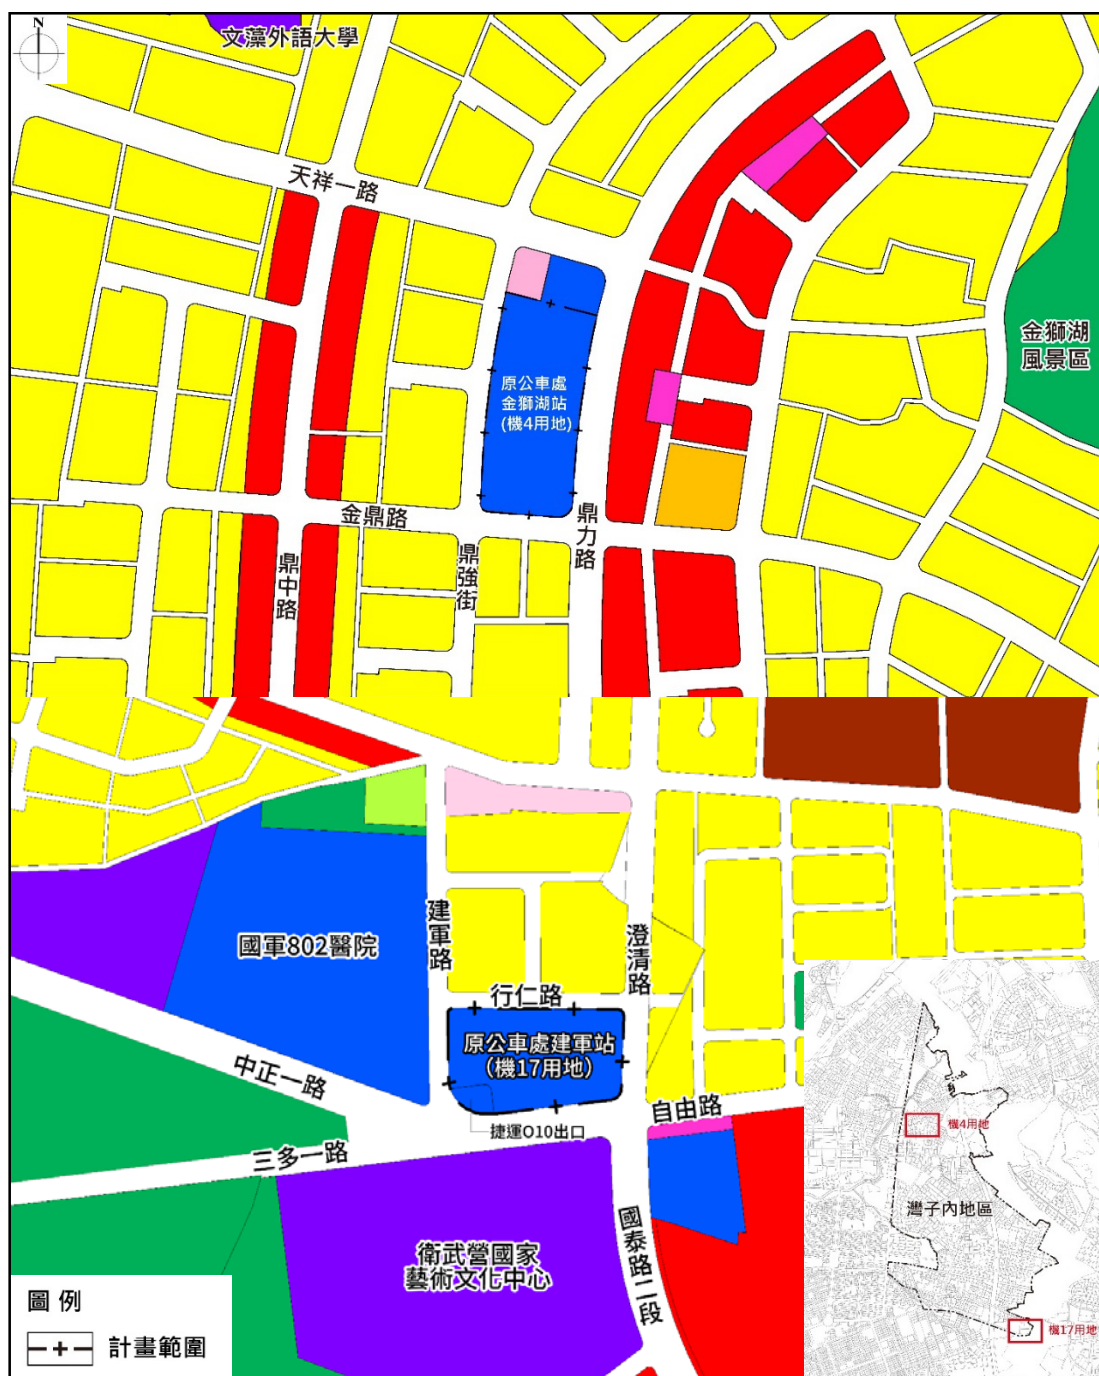 N
文藻外語大學
天祥一路
金獅湖
風景區
原公車處
金獅湖站
(機4用地)
金鼎路
鼎力路
鼎中路
鼎強街
國軍802醫院
建軍路
澄清路
行仁路
原公車處建軍站
(機17用地)
中正一路
自由路
捷運O10出口
三多一路
機4用地
灣子內地區
衛武營國家
藝術文化中心
國泰路二段
圖例
計畫範圍
機17用地